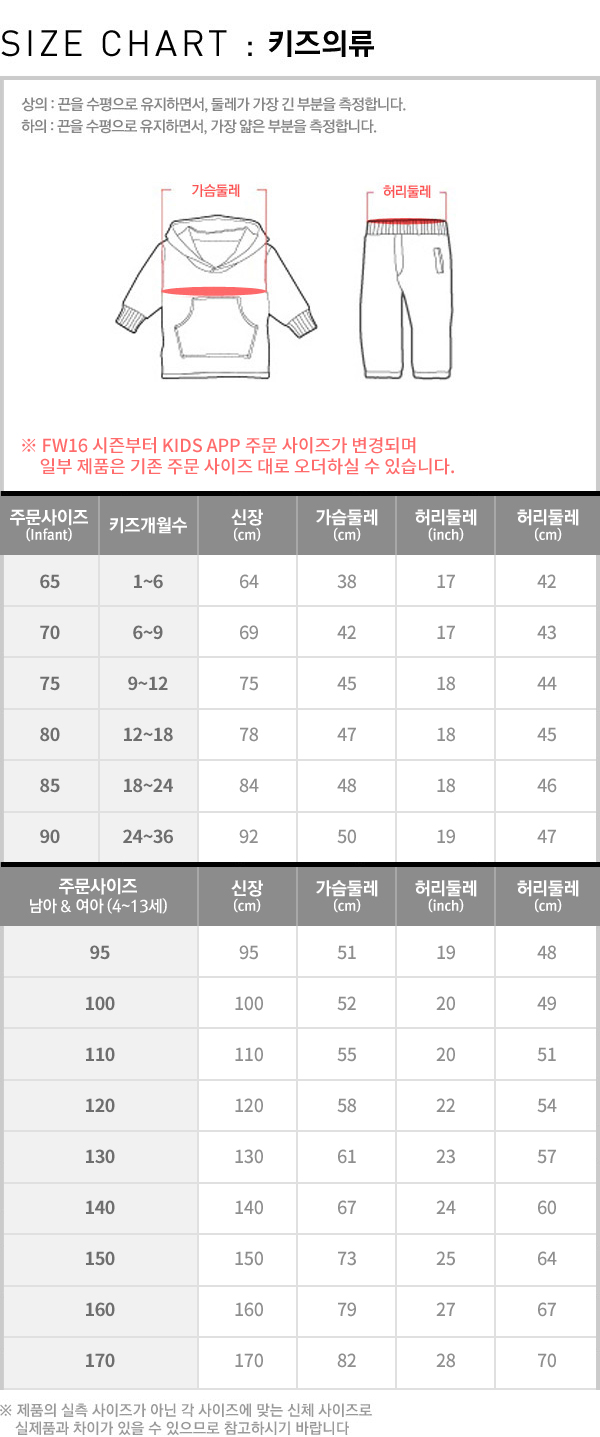 SIZE CHART : 키즈의류
상의 : 끈을 수평으로 유지하면서, 둘레가 가장 긴 부분을 측정합니다.
하의 : 끈을 수평으로 유지하면서, 가장 얇은 부분을 측정합니다.
가슴둘레 허리둘레
※ FW16 시즌부터 KIDS APP 주문 사이즈가 변경되며
일부 제품은 기존 주문 사이즈 대로 오더하실 수 있습니다.
주문사이즈 키즈개월수 신장 가슴둘레 허리둘레 허리둘레
(Infant) (cm) (cm) (inch) (cm)
65 1~6 64 38 17 42
70 6~9 69 42 17 43
75 9~12 75 45 18 44
80 12~18 78 47 18 45
85 18~24 84 48 18 46
90 24~36 92 50 19 47
주문사이즈 신장 가슴둘레 허리둘레 허리둘레
남아 & 여아 (4~13세) (cm) (cm) (inch) (cm)
95 95 51 19 48
100 100 52 20 49
110 110 55 20 51
120 120 58 22 54
130 130 61 23 57
140 140 67 24 60
150 150 73 25 64
160 160 79 27 67
170 170 82 28 70
※ 제품의 실측 사이즈가 아닌 각 사이즈에 맞는 신체 사이즈로
실제품과 차이가 있을 수 있으므로 참고하시기 바랍니다